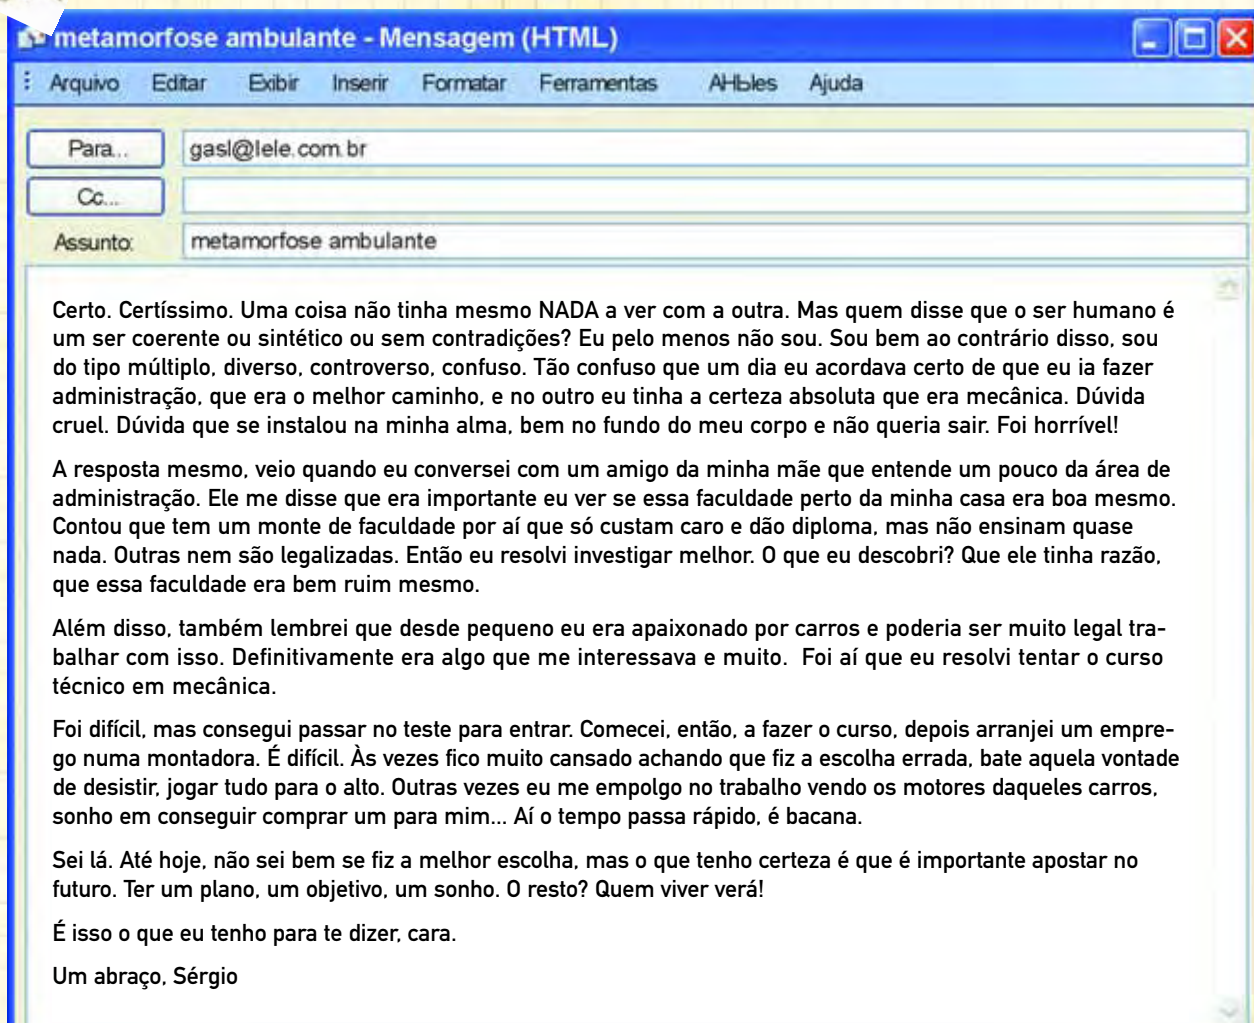 metamorfose ambulante - Mensagem (HTML)
Arquivo Editar Exibir Inserir Formatar Ferramentas AHЫes Ajuda
Para... gasl@lele.com.br
Cc...
Assunto: metamorfose ambulante
Certo. Certíssimo. Uma coisa não tinha mesmo NADA a ver com a outra. Mas quem disse que o ser humano é
um ser coerente ou sintético ou sem contradições? Eu pelo menos não sou. Sou bem ao contrário disso, sou
do tipo múltiplo, diverso, controverso, confuso. Tão confuso que um dia eu acordava certo de que eu ia fazer
administração, que era o melhor caminho, e no outro eu tinha a certeza absoluta que era mecânica. Dúvida
cruel. Dúvida que se instalou na minha alma, bem no fundo do meu corpo e não queria sair. Foi horrível!
A resposta mesmo, veio quando eu conversei com um amigo da minha mãe que entende um pouco da área de
administração. Ele me disse que era importante eu ver se essa faculdade perto da minha casa era boa mesmo.
Contou que tem um monte de faculdade por aí que só custam caro e dão diploma, mas não ensinam quase
nada. Outras nem são legalizadas. Então eu resolvi investigar melhor. O que eu descobri? Que ele tinha razão,
que essa faculdade era bem ruim mesmo.
Além disso, também lembrei que desde pequeno eu era apaixonado por carros e poderia ser muito legal tra-
balhar com isso. Definitivamente era algo que me interessava e muito. Foi aí que eu resolvi tentar o curso
técnico em mecânica.
Foi difícil, mas consegui passar no teste para entrar. Comecei, então, a fazer o curso, depois arranjei um empre-
go numa montadora. É difícil. Às vezes fico muito cansado achando que fiz a escolha errada, bate aquela vontade
de desistir, jogar tudo para o alto. Outras vezes eu me empolgo no trabalho vendo os motores daqueles carros,
sonho em conseguir comprar um para mim... Aí o tempo passa rápido, é bacana.
Sei lá. Até hoje, não sei bem se fiz a melhor escolha, mas o que tenho certeza é que é importante apostar no
futuro. Ter um plano, um objetivo, um sonho. O resto? Quem viver verá!
É isso o que eu tenho para te dizer, cara.
Um abraço, Sérgio